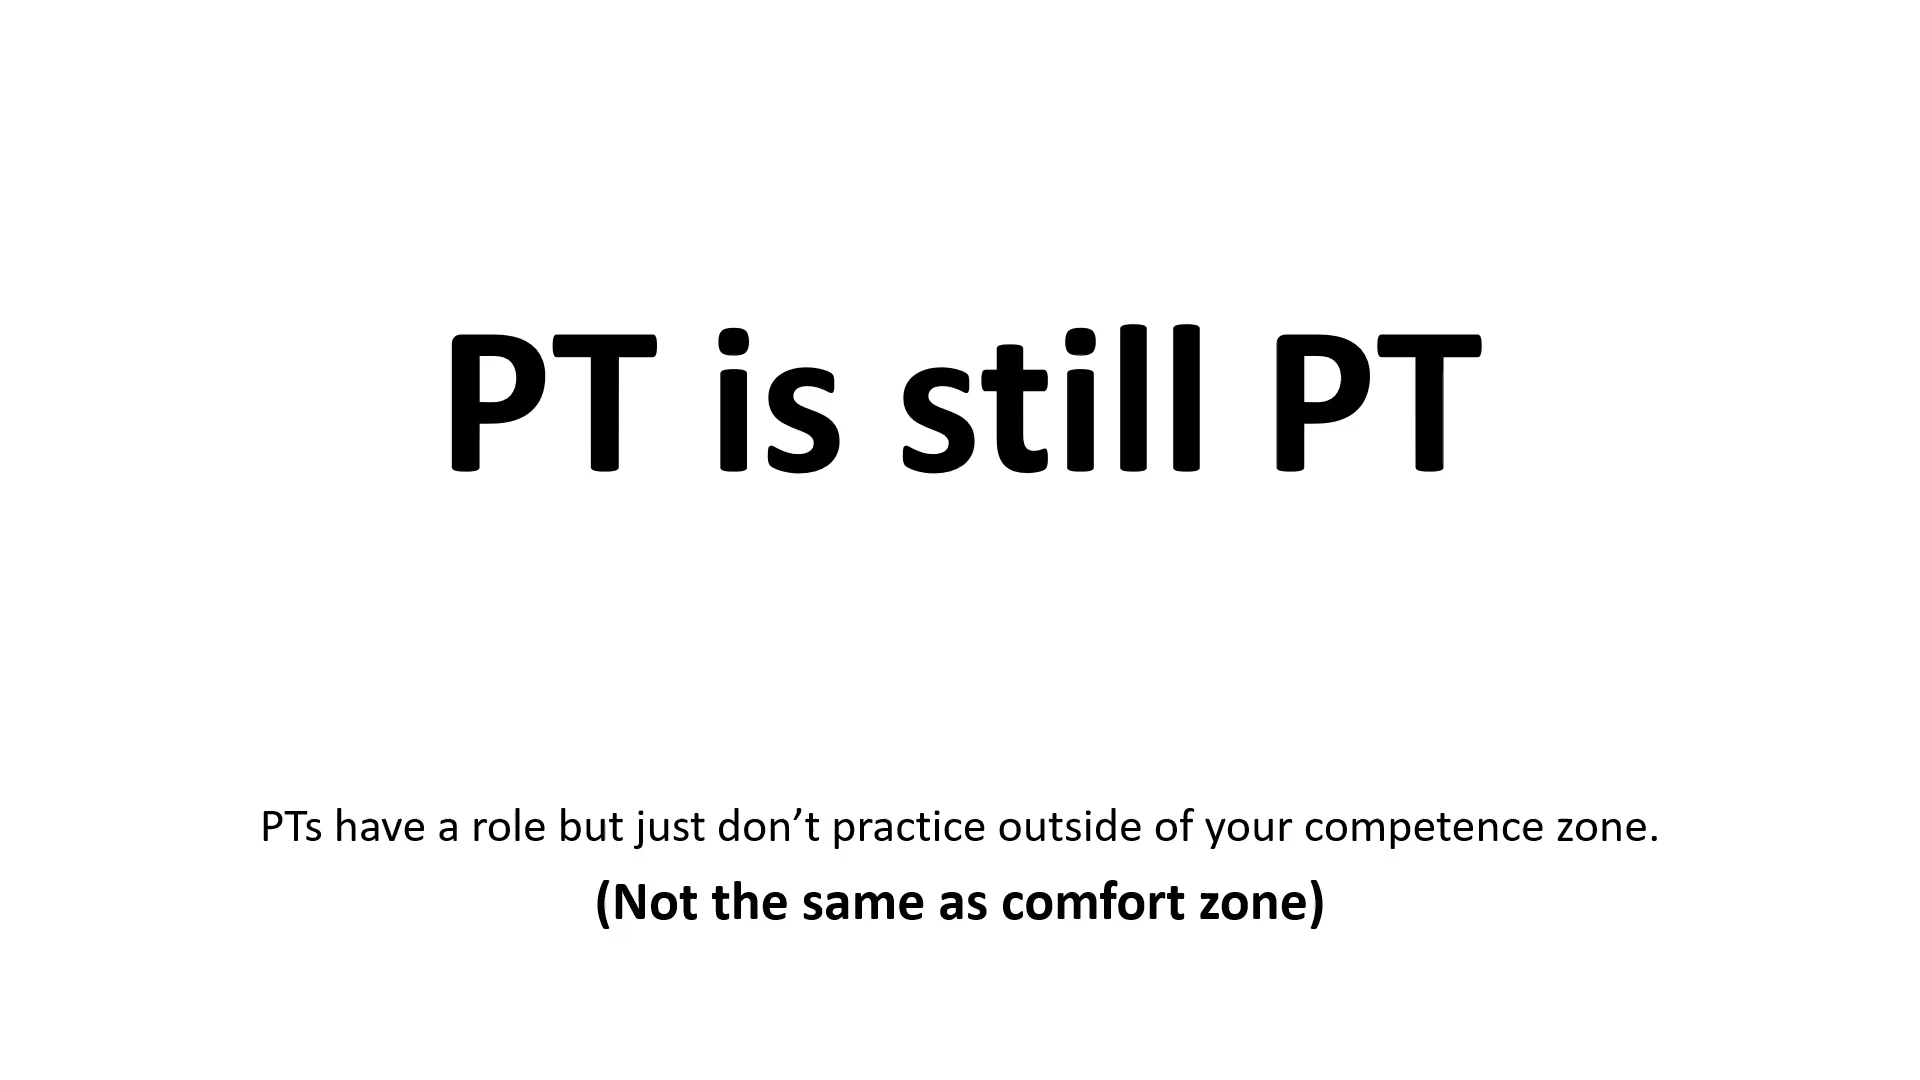 PT is still PT
PTs have a role but just don’t practice outside of your competence zone.
(Not the same as comfort zone)